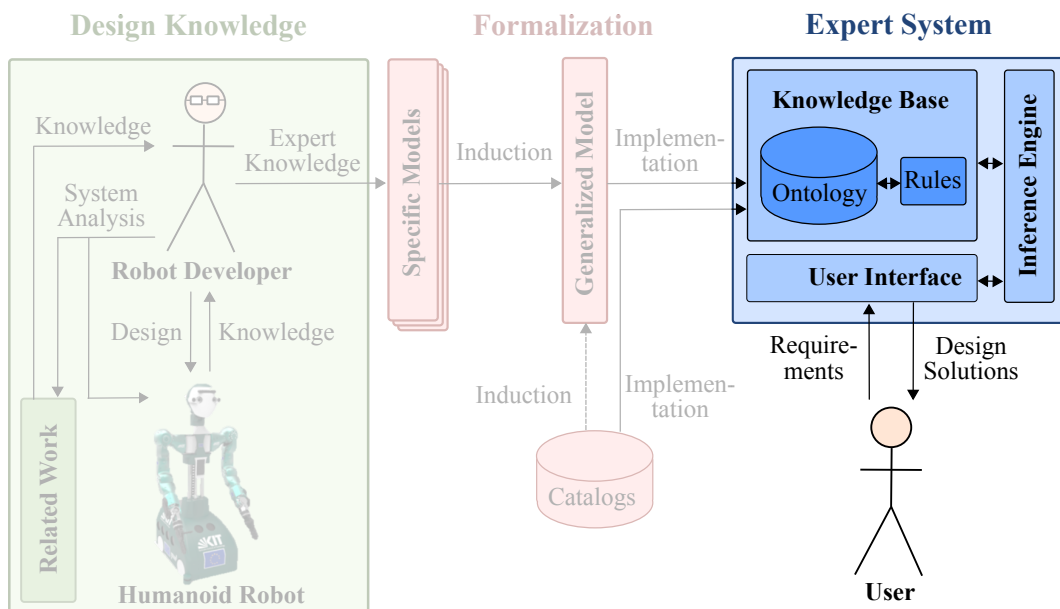 Design Knowledge
Formalization
Expert System
Knowledge
Expert
Knowledge
System
Analysis
Robot Developer
Design
Knowledge
Related Work
KIT
Humanoid Robot
Specific Models
Induction
Generalized Model
Implemen-
tation
Induction
Implemen-
tation
Catalogs
Knowledge Base
Ontology
Rules
Inference Engine
User Interface
Require-
ments
Design
Solutions
User